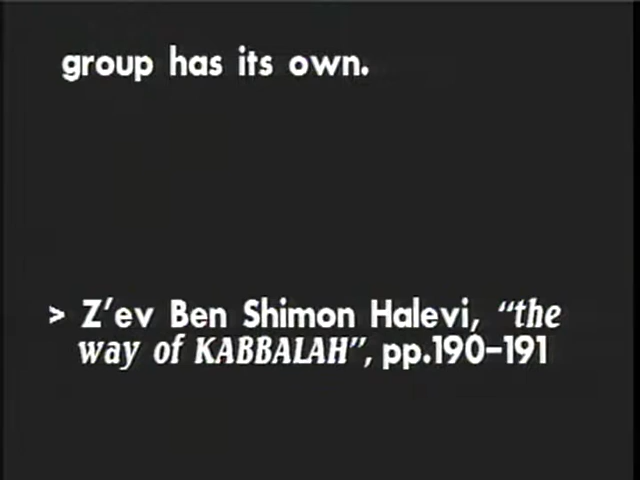 group has its own.
> Z'ev Ben Shimon Halevi, "the
way of KABBALAH", pp.190-191